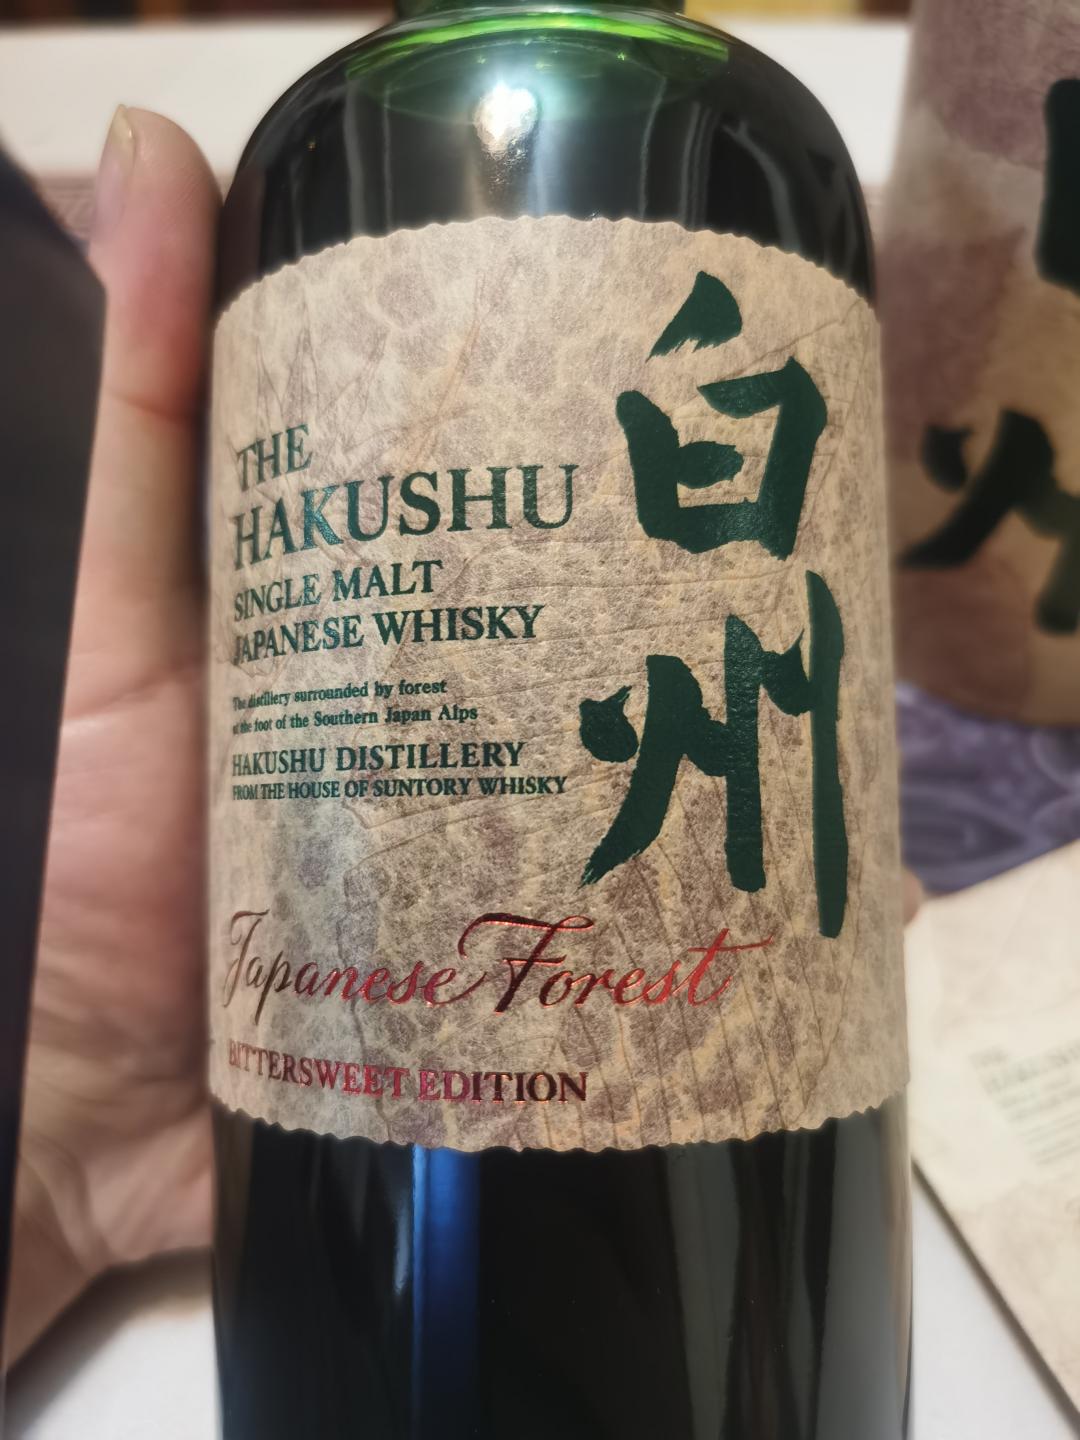 THE
HAKUSHU
SINGLE MALT
JAPANESE WHISKY
The distillery surrounded by forest
at the foot of the Southern Japan Alps
HAKUSHU DISTILLERY
FROM THE HOUSE OF SUNTORY WHISKY
白州
Japanese Forest
BITTERSWEET EDITION
州